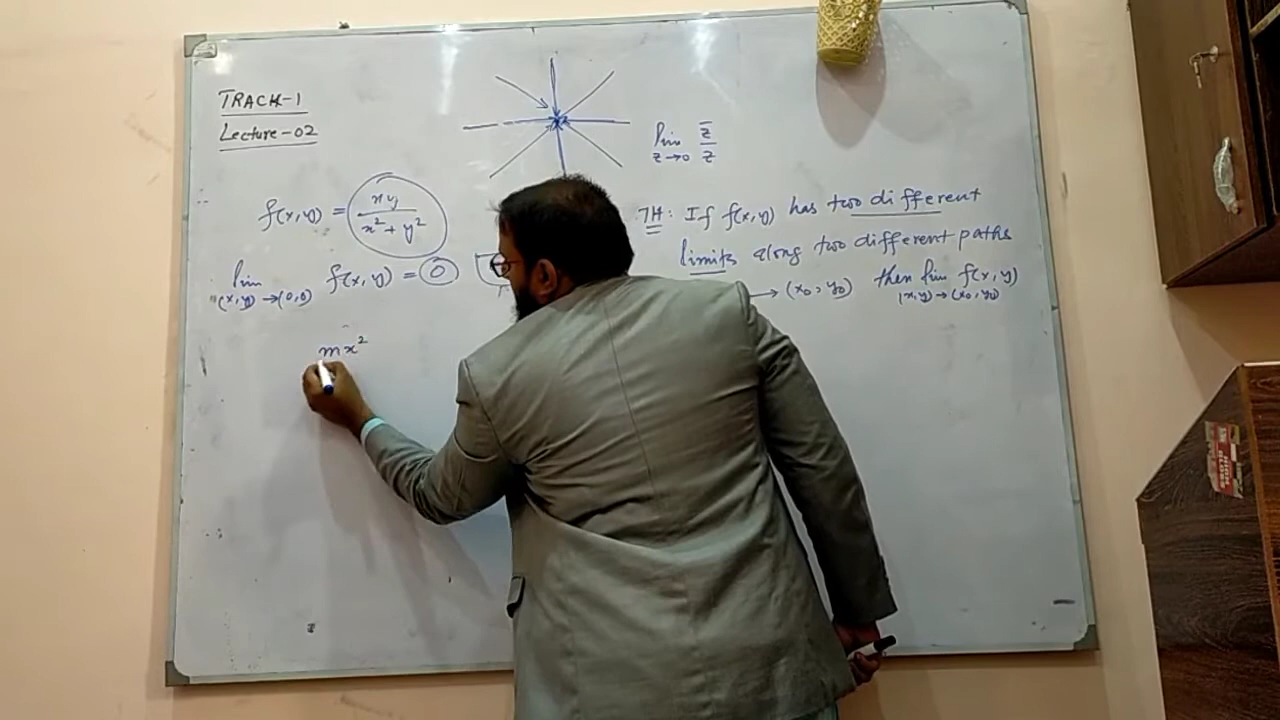 TRACK-1
Lecture-02
lim z→0 z̅/z
f(x,y) = xy/(x² + y²)
lim (x,y)→(0,0) f(x,y) = 0
mx²
TH: If f(x,y) has two different
limits along two different paths
→ (x₀,y₀) then lim (x,y)→(x₀,y₀) f(x,y)